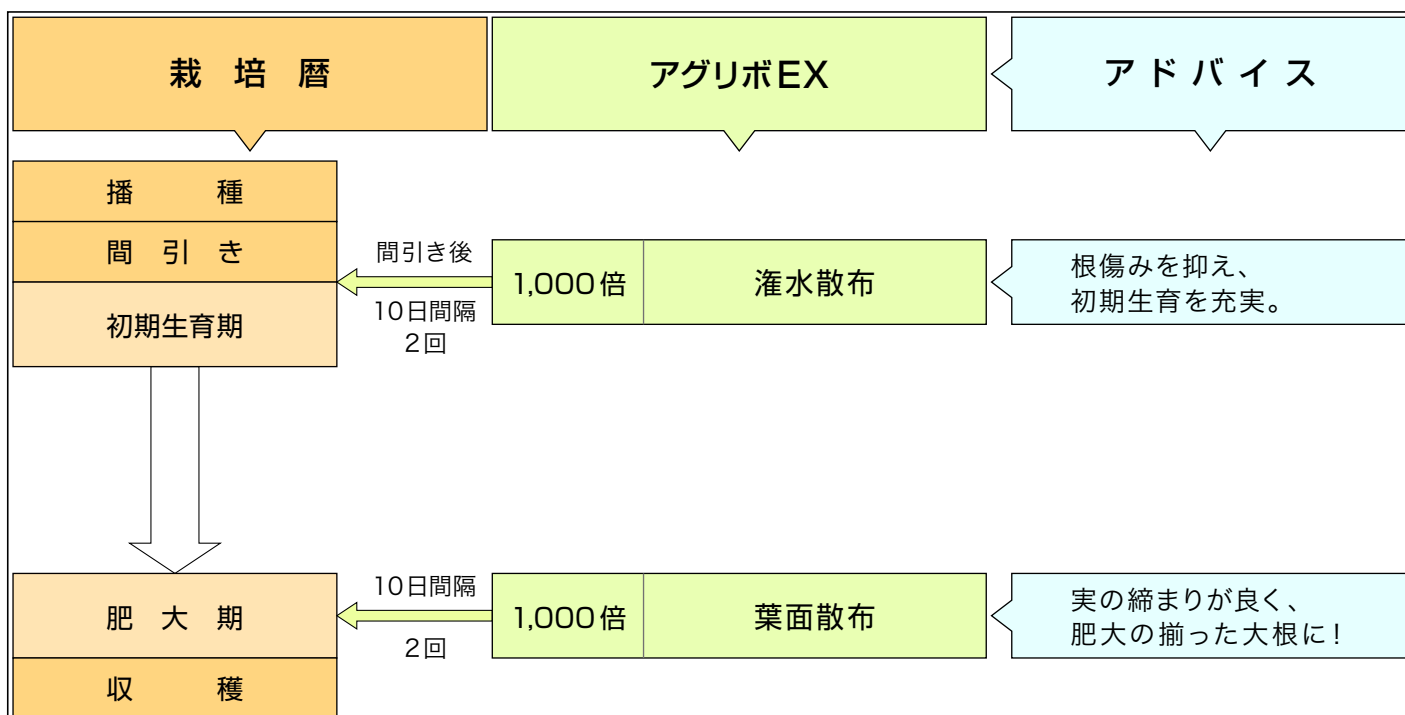 栽培暦
アグリボEX
アドバイス
播種
間引き
間引き後
10日間隔
2回
1,000倍
潅水散布
根傷みを抑え、
初期生育を充実。
初期生育期
肥大期
10日間隔
2回
1,000倍
葉面散布
実の締まりが良く、
肥大の揃った大根に!
収穫